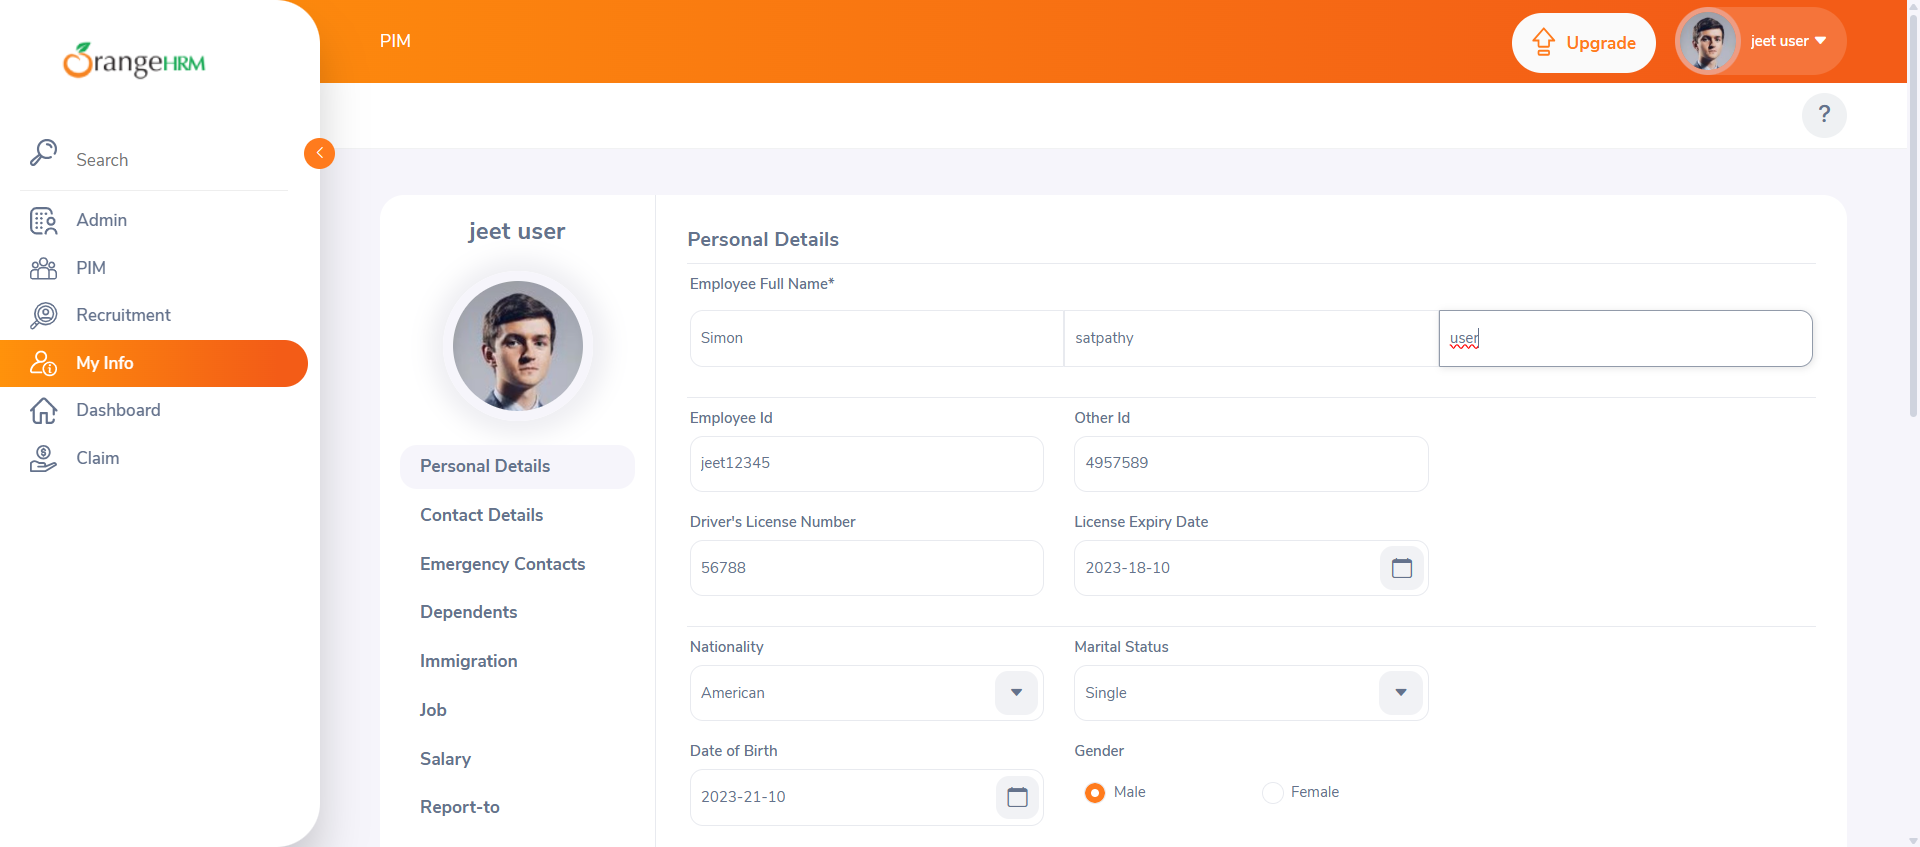 OrangeHRM
Search
Admin
PIM
Recruitment
My Info
Dashboard
Claim
PIM
Upgrade
jeet user
?
jeet user
Personal Details
Contact Details
Emergency Contacts
Dependents
Immigration
Job
Salary
Report-to
Personal Details
Employee Full Name*
Simon satpathy user
Employee Id Other Id
jeet12345 4957589
Driver's License Number License Expiry Date
56788 2023-18-10
Nationality Marital Status
American Single
Date of Birth Gender
2023-21-10 Male Female